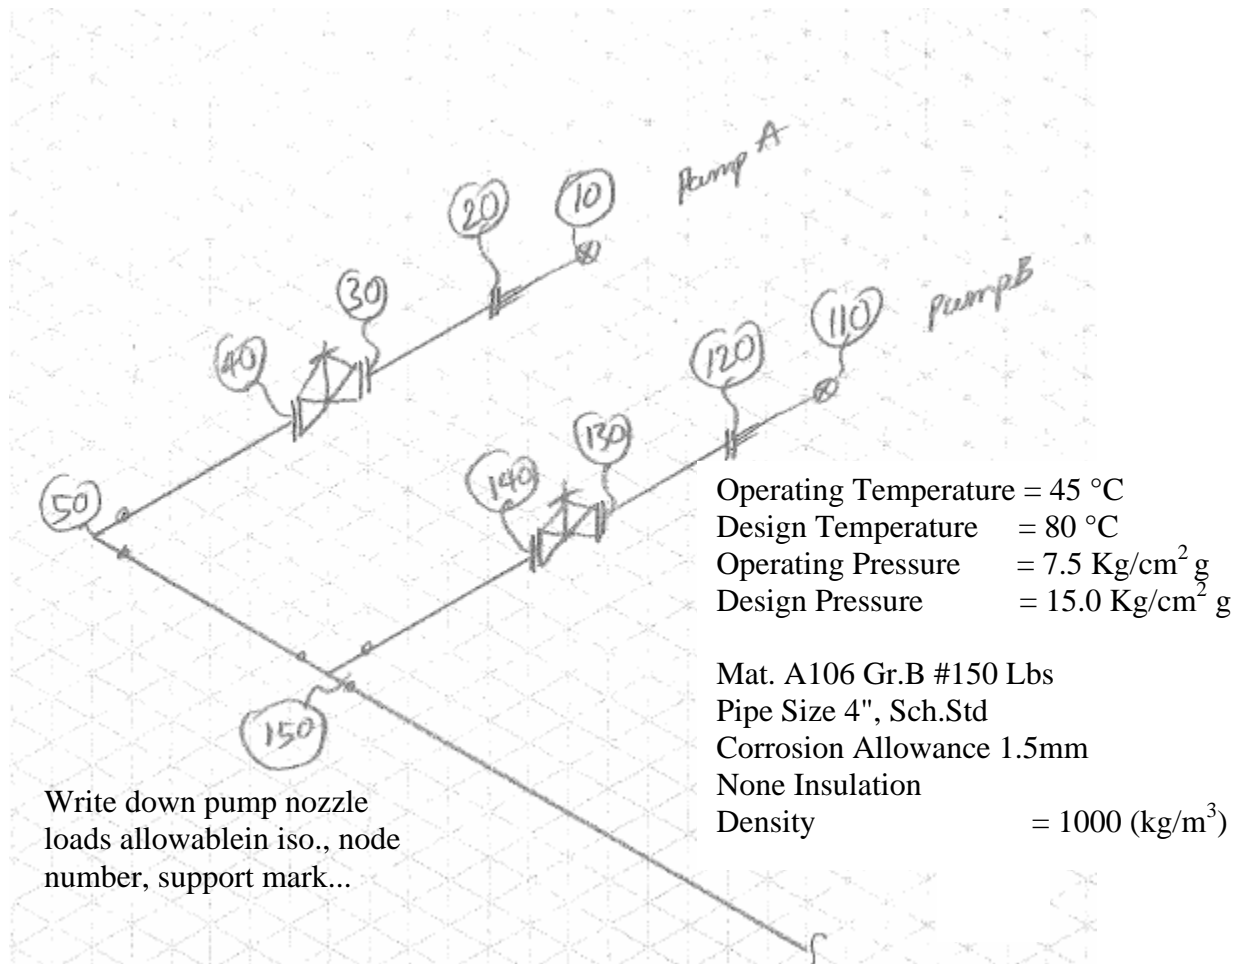 Pump A
10
20
30
40
50
Pump B
110
120
130
140
150
Operating Temperature = 45 °C
Design Temperature = 80 °C
Operating Pressure = 7.5 Kg/cm² g
Design Pressure = 15.0 Kg/cm² g
Mat. A106 Gr.B #150 Lbs
Pipe Size 4", Sch.Std
Corrosion Allowance 1.5mm
None Insulation
Density = 1000 (kg/m³)
Write down pump nozzle
loads allowablein iso., node
number, support mark...